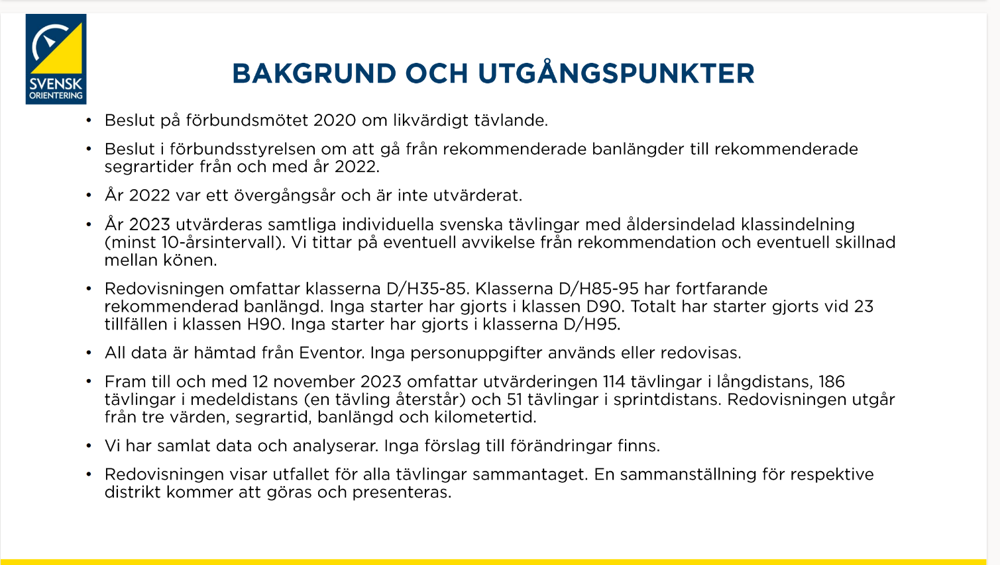 SVENSK
ORIENTERING
BAKGRUND OCH UTGÅNGSPUNKTER
• Beslut på förbundsmötet 2020 om likvärdigt tävlande.
• Beslut i förbundsstyrelsen om att gå från rekommenderade banlängder till rekommenderade
segrartider från och med år 2022.
• År 2022 var ett övergångsår och är inte utvärderat.
• År 2023 utvärderas samtliga individuella svenska tävlingar med åldersindelad klassindelning
(minst 10-årsintervall). Vi tittar på eventuell avvikelse från rekommendation och eventuell skillnad
mellan könen.
• Redovisningen omfattar klasserna D/H35-85. Klasserna D/H85-95 har fortfarande
rekommenderad banlängd. Inga starter har gjorts i klassen D90. Totalt har starter gjorts vid 23
tillfällen i klassen H90. Inga starter har gjorts i klasserna D/H95.
• All data är hämtad från Eventor. Inga personuppgifter används eller redovisas.
• Fram till och med 12 november 2023 omfattar utvärderingen 114 tävlingar i långdistans, 186
tävlingar i medeldistans (en tävling återstår) och 51 tävlingar i sprintdistans. Redovisningen utgår
från tre värden, segrartid, banlängd och kilometertid.
• Vi har samlat data och analyserar. Inga förslag till förändringar finns.
• Redovisningen visar utfallet för alla tävlingar sammantaget. En sammanställning för respektive
distrikt kommer att göras och presenteras.